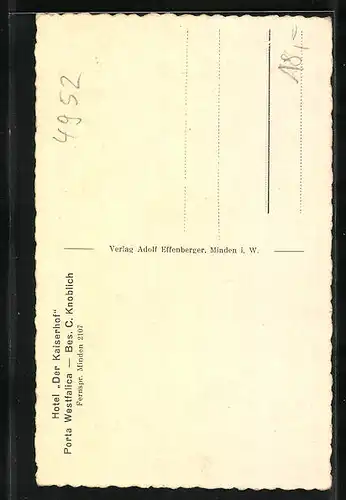 4952
18,-
Verlag Adolf Effenberger, Minden i. W.
Hotel „Der Kaiserhof"
Porta Westfalica — Bes. C. Knoblich
Fernspr. Minden 2107